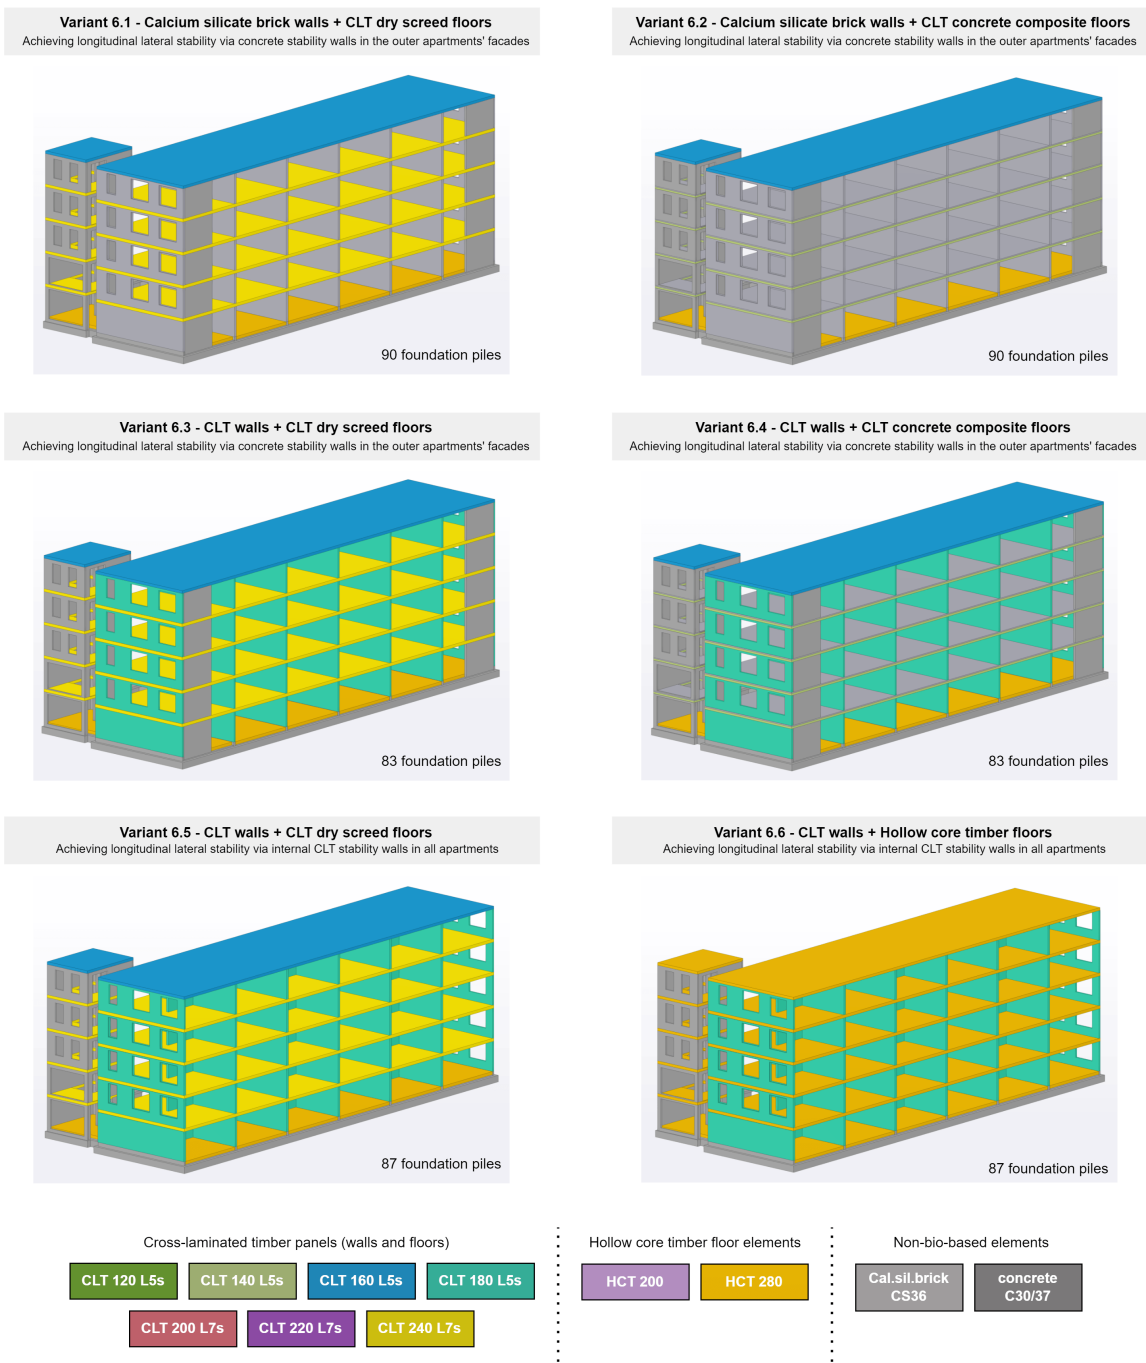 Variant 6.1 - Calcium silicate brick walls + CLT dry screed floors
Achieving longitudinal lateral stability via concrete stability walls in the outer apartments' facades
90 foundation piles
Variant 6.2 - Calcium silicate brick walls + CLT concrete composite floors
Achieving longitudinal lateral stability via concrete stability walls in the outer apartments' facades
90 foundation piles
Variant 6.3 - CLT walls + CLT dry screed floors
Achieving longitudinal lateral stability via concrete stability walls in the outer apartments' facades
83 foundation piles
Variant 6.4 - CLT walls + CLT concrete composite floors
Achieving longitudinal lateral stability via concrete stability walls in the outer apartments' facades
83 foundation piles
Variant 6.5 - CLT walls + CLT dry screed floors
Achieving longitudinal lateral stability via internal CLT stability walls in all apartments
87 foundation piles
Variant 6.6 - CLT walls + Hollow core timber floors
Achieving longitudinal lateral stability via internal CLT stability walls in all apartments
87 foundation piles
Cross-laminated timber panels (walls and floors)
CLT 120 L5s
CLT 140 L5s
CLT 160 L5s
CLT 180 L5s
CLT 200 L7s
CLT 220 L7s
CLT 240 L7s
Hollow core timber floor elements
HCT 200
HCT 280
Non-bio-based elements
Cal.sil.brick
CS36
concrete
C30/37